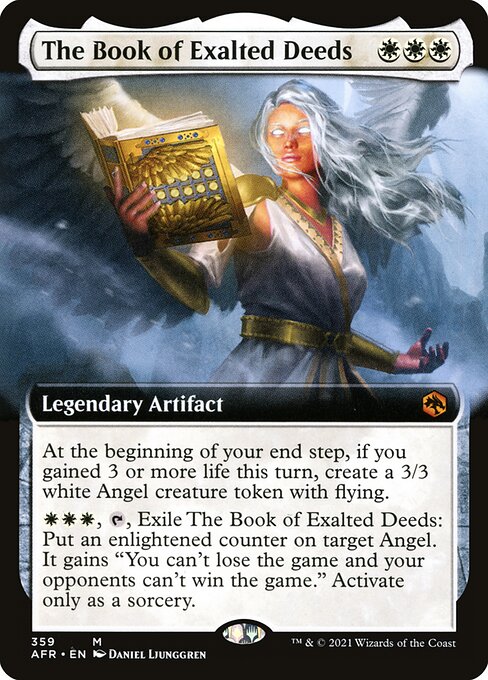 The Book of Exalted Deeds
Legendary Artifact
At the beginning of your end step, if you
gained 3 or more life this turn, create a 3/3
white Angel creature token with flying.
, , Exile The Book of Exalted Deeds:
Put an enlightened counter on target Angel.
It gains “You can’t lose the game and your
opponents can’t win the game.” Activate
only as a sorcery.
359 M
AFR • EN Daniel Ljunggren
™ & © 2021 Wizards of the Coast